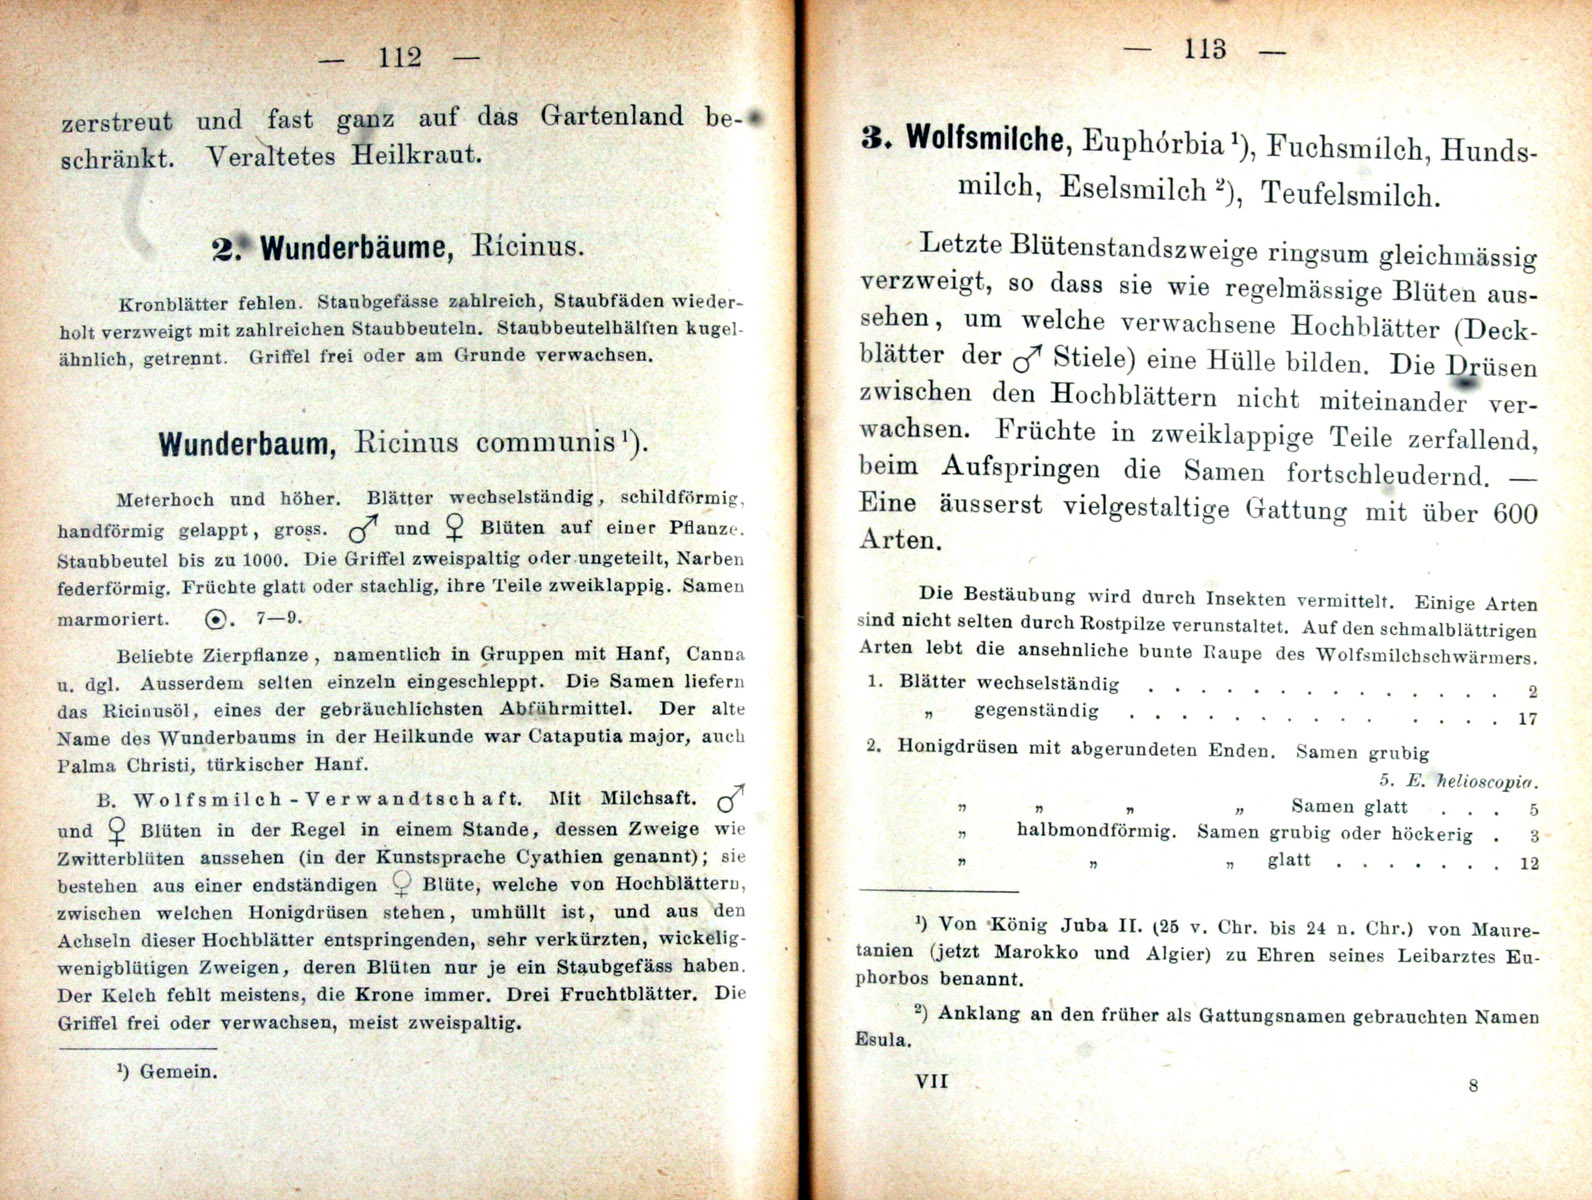 — 112 —
zerstreut und fast ganz auf das Gartenland be-
schränkt. Veraltetes Heilkraut.
2. Wunderbäume, Rícinus.
Kronblätter fehlen. Staubgefässe zahlreich, Staubfäden wieder-
holt verzweigt mit zahlreichen Staubbeuteln. Staubbeutelhälften kugel-
ähnlich, getrennt. Griffel frei oder am Grunde verwachsen.
Wunderbaum, Ricinus communis ¹).
Meterhoch und höher. Blätter wechselständig, schildförmig,
handförmig gelappt, gross. ♂ und ♀ Blüten auf einer Pflanze.
Staubbeutel bis zu 1000. Die Griffel zweispaltig oder ungeteilt, Narben
federförmig. Früchte glatt oder stachlig, ihre Teile zweiklappig. Samen
marmoriert. ☉. 7—9.
Beliebte Zierpflanze, namentlich in Gruppen mit Hanf, Canna
u. dgl. Ausserdem selten einzeln eingeschleppt. Die Samen liefern
das Ricinusöl, eines der gebräuchlichsten Abführmittel. Der alte
Name des Wunderbaums in der Heilkunde war Cataputia major, auch
Palma Christi, türkischer Hanf.
B. Wolfsmilch-Verwandtschaft. Mit Milchsaft. ♂
und ♀ Blüten in der Regel in einem Stande, dessen Zweige wie
Zwitterblüten aussehen (in der Kunstsprache Cyathien genannt); sie
bestehen aus einer endständigen ♀ Blüte, welche von Hochblättern,
zwischen welchen Honigdrüsen stehen, umhüllt ist, und aus den
Achseln dieser Hochblätter entspringenden, sehr verkürzten, wickelig-
wenigblütigen Zweigen, deren Blüten nur je ein Staubgefäss haben.
Der Kelch fehlt meistens, die Krone immer. Drei Fruchtblätter. Die
Griffel frei oder verwachsen, meist zweispaltig.
¹) Gemein.
— 113 —
3. Wolfsmilche, Euphórbia ¹), Fuchsmilch, Hunds-
milch, Eselsmilch ²), Teufelsmilch.
Letzte Blütenstandszweige ringsum gleichmässig
verzweigt, so dass sie wie regelmässige Blüten aus-
sehen, um welche verwachsene Hochblätter (Deck-
blätter der ♂ Stiele) eine Hülle bilden. Die Drüsen
zwischen den Hochblättern nicht miteinander ver-
wachsen. Früchte in zweiklappige Teile zerfallend,
beim Aufspringen die Samen fortschleudernd. —
Eine äusserst vielgestaltige Gattung mit über 600
Arten.
Die Bestäubung wird durch Insekten vermittelt. Einige Arten
sind nicht selten durch Rostpilze verunstaltet. Auf den schmalblättrigen
Arten lebt die ansehnliche bunte Raupe des Wolfsmilchschwärmers.
1. Blätter wechselständig . . . . . . . . . . . . . . 2
„ gegenständig . . . . . . . . . . . . . . 17
2. Honigdrüsen mit abgerundeten Enden. Samen grubig
5. E. helioscopia.
„ „ „ „ Samen glatt . . . 5
„ halbmondförmig. Samen grubig oder höckerig . 3
„ „ „ glatt . . . . . . . 12
¹) Von König Juba II. (25 v. Chr. bis 24 n. Chr.) von Maure-
tanien (jetzt Marokko und Algier) zu Ehren seines Leibarztes Eu-
phorbos benannt.
²) Anklang an den früher als Gattungsnamen gebrauchten Namen
Esula.
VII 8